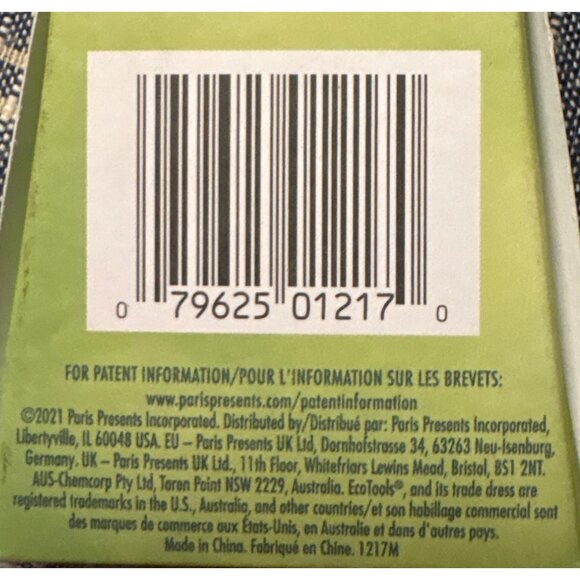 0 79625 01217 0
FOR PATENT INFORMATION/POUR L'INFORMATION SUR LES BREVETS:
www.parispresents.com/patentinformation
©2021 Paris Presents Incorporated. Distributed by/Distribué par: Paris Presents Incorporated,
Libertyville, IL 60048 USA. EU – Paris Presents UK Ltd, Dornhofstrasse 34, 63263 Neu-Isenburg,
Germany. UK – Paris Presents UK Ltd., 11th Floor, Whitefriars Lewins Mead, Bristol, BS1 2NT.
AUS-Chemcorp Pty Ltd, Taren Point NSW 2229, Australia. EcoTools®, and its trade dress are
registered trademarks in the U.S., Australia, and other countries/et son habillage commercial sont
des marques de commerce aux États-Unis, en Australie et dans d'autres pays.
Made in China. Fabriqué en Chine. 1217M